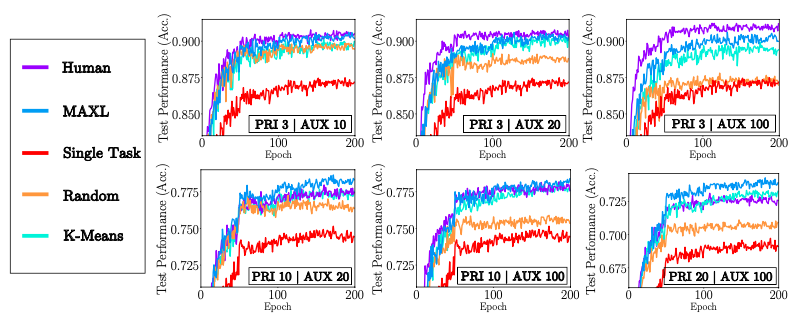 Human
MAXL
Single Task
Random
K-Means
Test Performance (Acc.)
0.900
0.875
0.850
PRI 3 | AUX 10
0
100
200
Epoch
Test Performance (Acc.)
0.900
0.875
0.850
PRI 3 | AUX 20
0
100
200
Epoch
Test Performance (Acc.)
0.900
0.875
0.850
PRI 3 | AUX 100
0
100
200
Epoch
Test Performance (Acc.)
0.775
0.750
0.725
PRI 10 | AUX 20
0
100
200
Epoch
Test Performance (Acc.)
0.775
0.750
0.725
PRI 10 | AUX 100
0
100
200
Epoch
Test Performance (Acc.)
0.725
0.700
0.675
PRI 20 | AUX 100
0
100
200
Epoch